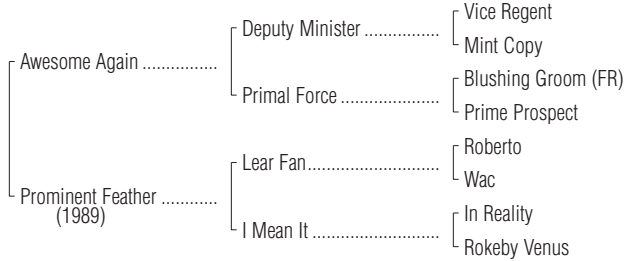 Vice Regent
Deputy Minister ..................
Mint Copy
Awesome Again ................
Blushing Groom (FR)
Primal Force ........................
Prime Prospect
Roberto
Lear Fan................................
Wac
Prominent Feather ............
(1989)
In Reality
I Mean It ..............................
Rokeby Venus